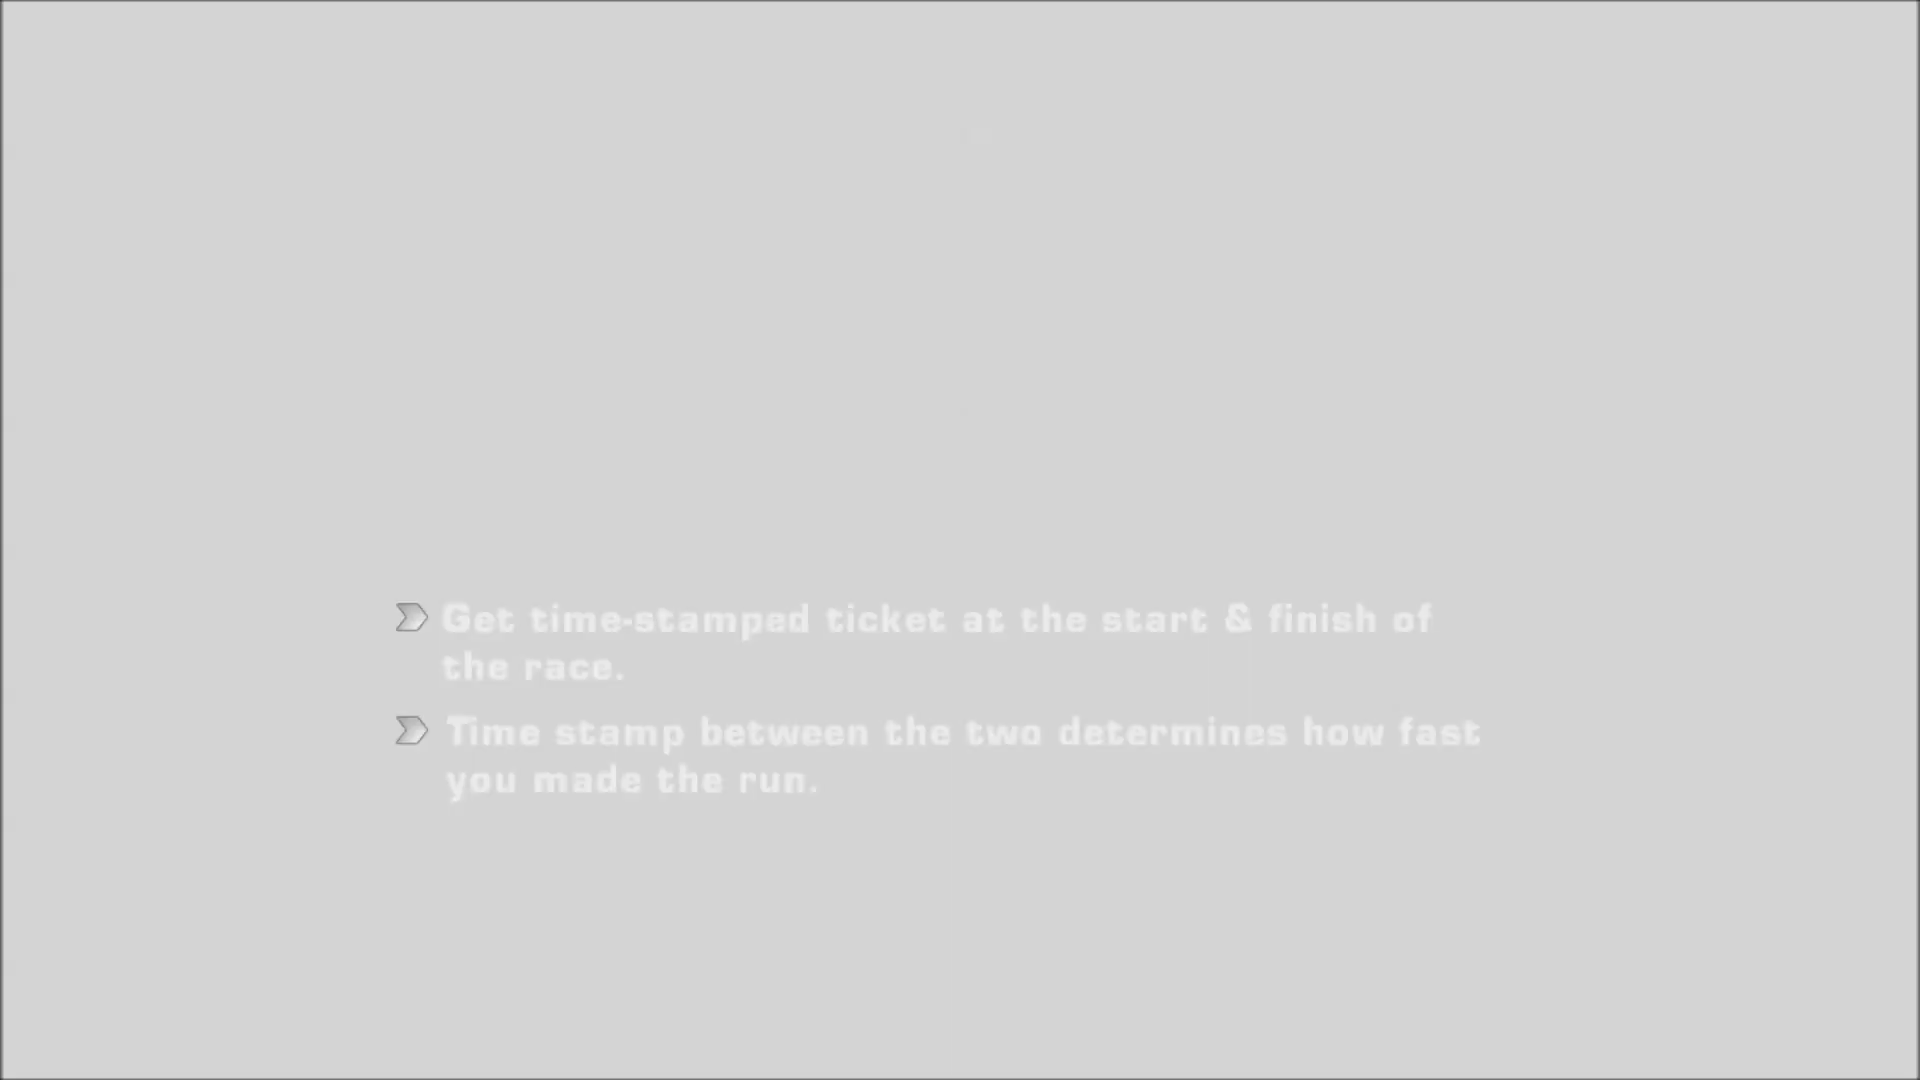 Get time-stamped ticket at the start & finish of
the race.
Time stamp between the two determines how fast
you made the run.